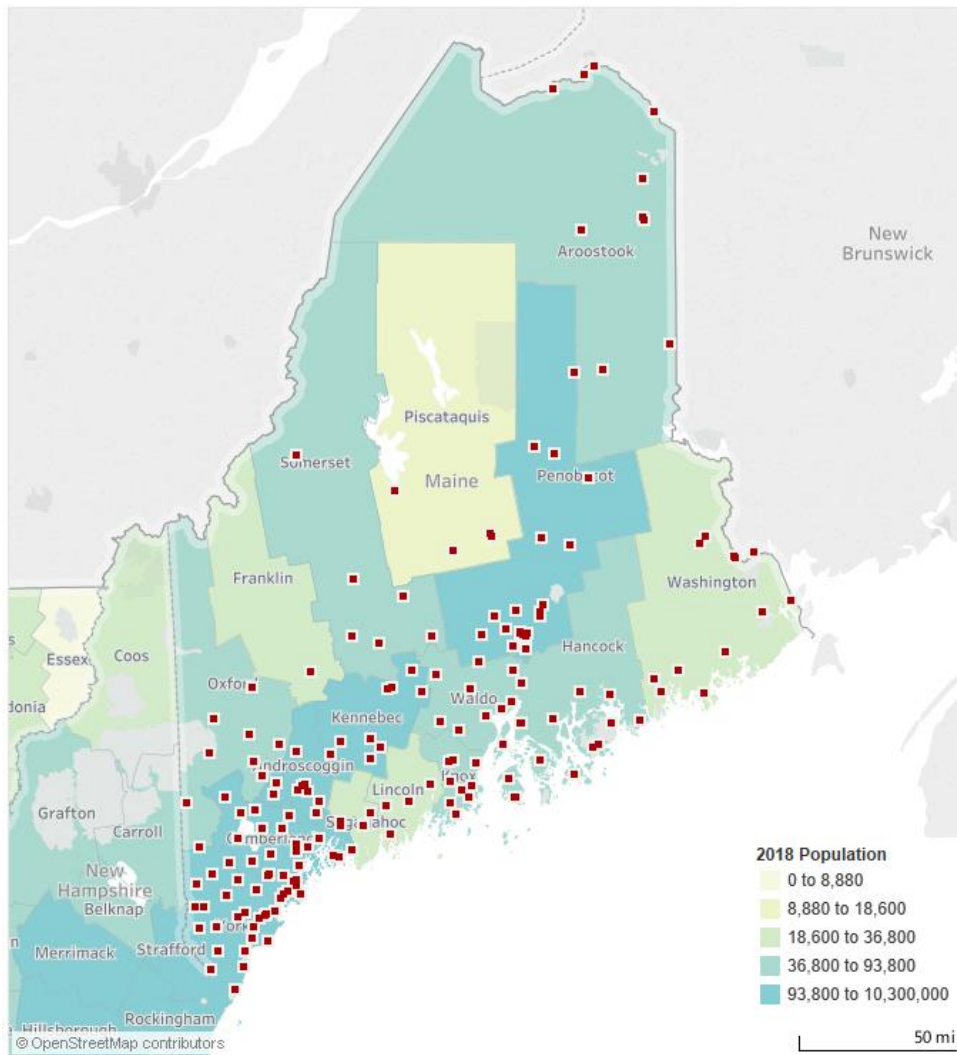 New
Brunswick
Aroostook
Piscataquis
Somerset
Maine
Penobscot
Franklin
Washington
Essex
Coos
Hancock
Oxford
donia
Waldo
Kennebec
Androscoggin
Knox
Lincoln
Grafton
Sagadahoc
Carroll
Cumberland
New
Hampshire
Belknap
York
Strafford
Merrimack
Rockingham
Hillsborough
2018 Population
0 to 8,880
8,880 to 18,600
18,600 to 36,800
36,800 to 93,800
93,800 to 10,300,000
50 mi
© OpenStreetMap contributors